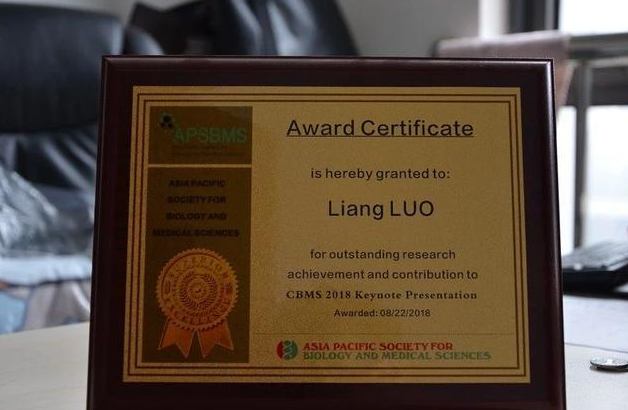 APSBMS
ASIA PACIFIC
SOCIETY FOR
BIOLOGY AND
MEDICAL SCIENCES
Award Certificate
is hereby granted to:
Liang LUO
for outstanding research
achievement and contribution to
CBMS 2018 Keynote Presentation
Awarded: 08/22/2018
ASIA PACIFIC SOCIETY FOR
BIOLOGY AND MEDICAL SCIENCES